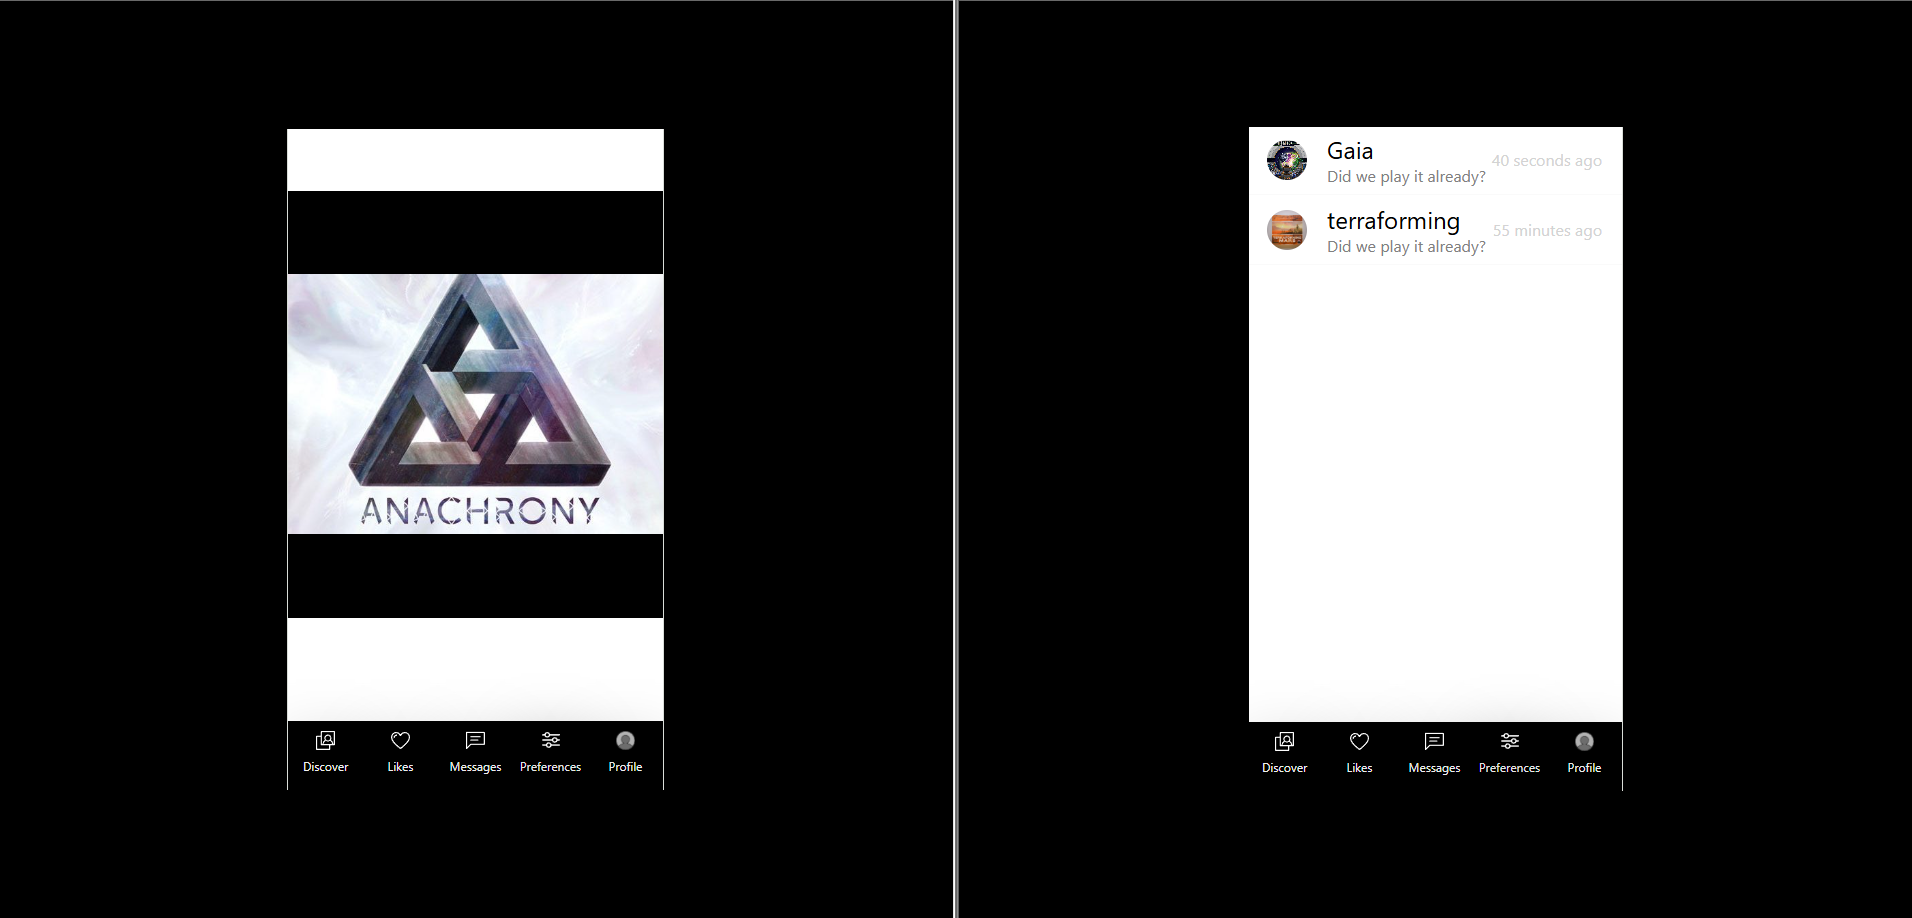 ANACHRONY
Discover
Likes
Messages
Preferences
Profile
Gaia
40 seconds ago
Did we play it already?
terraforming
55 minutes ago
Did we play it already?
Discover
Likes
Messages
Preferences
Profile